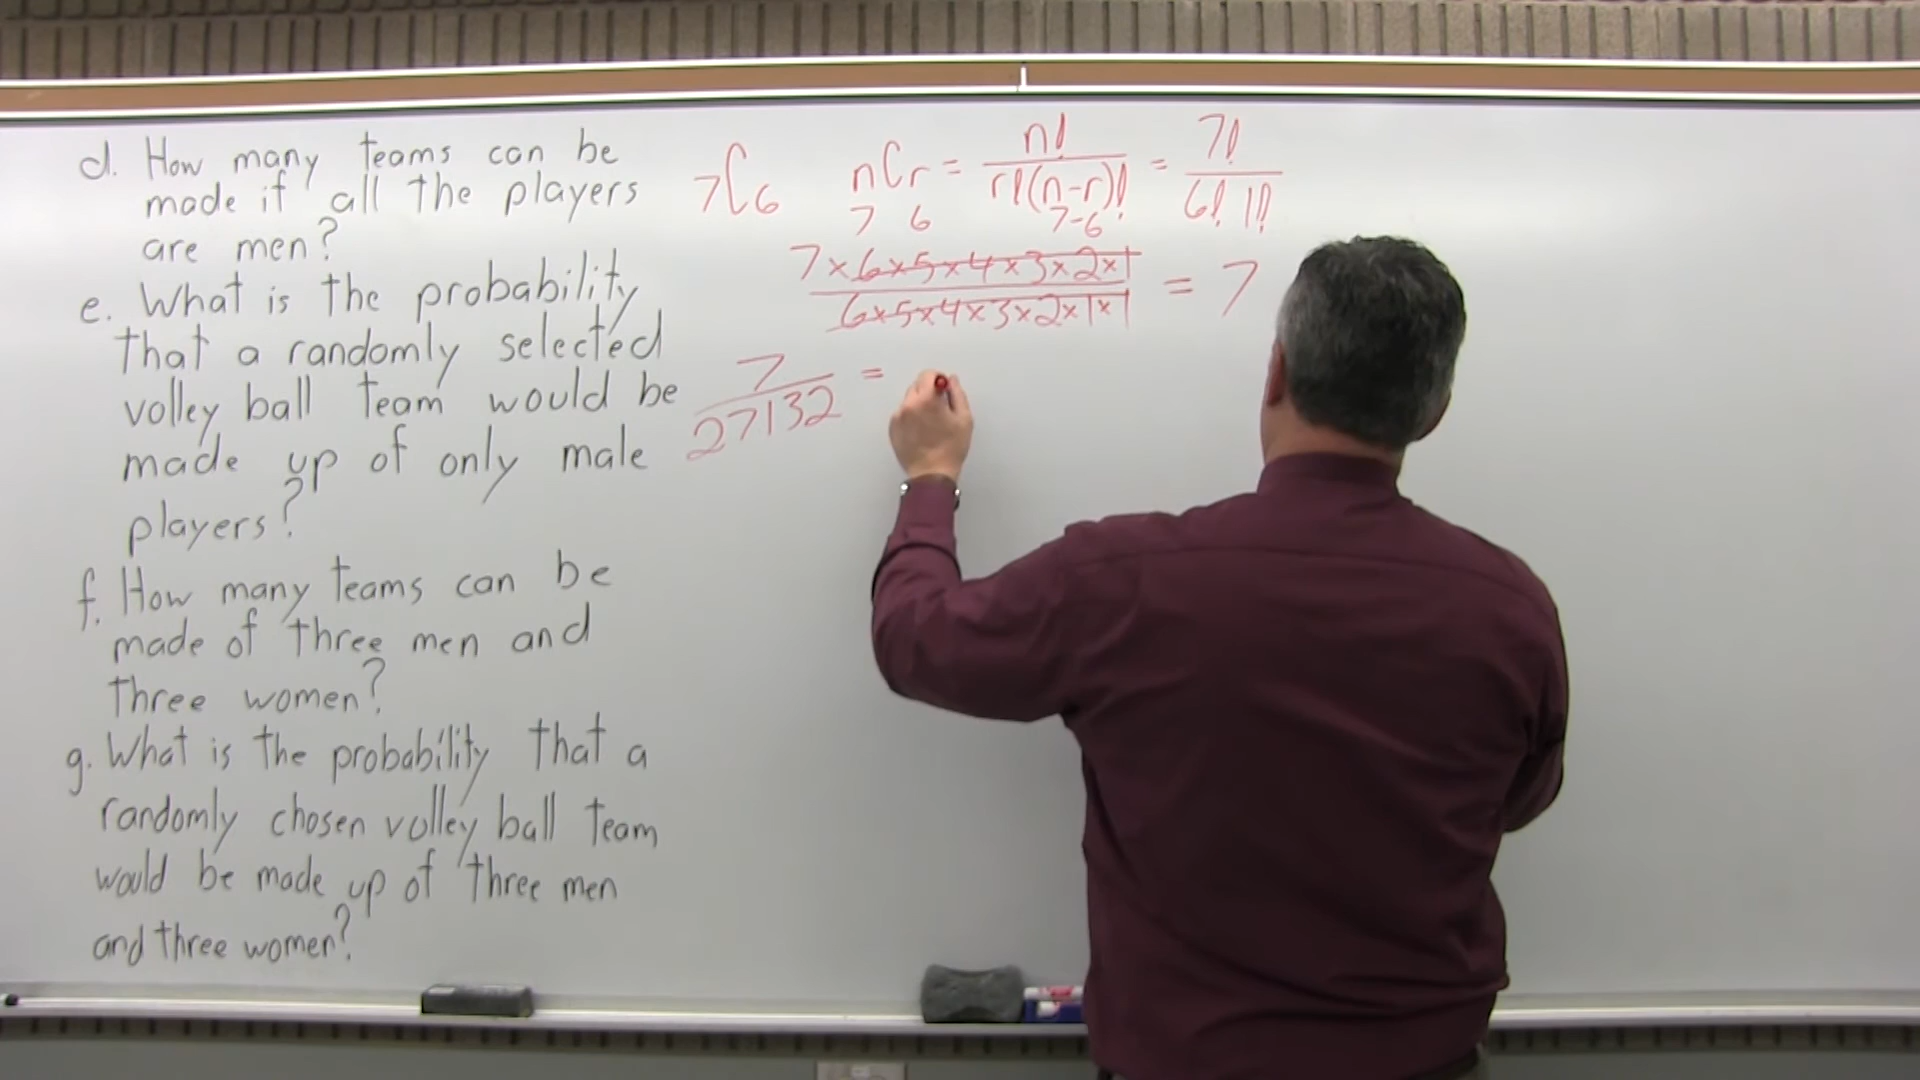 d. How many teams can be
made if all the players
are men?
e. What is the probability
that a randomly selected
volley ball team would be
made up of only male
players?
f. How many teams can be
made of three men and
three women?
g. What is the probability that a
randomly chosen volley ball team
would be made up of three men
and three women?
7C6 nCr = n!/r!(n-r)! = 7!/6! 1!
7 6 7-6
7×6×5×4×3×2×1/6×5×4×3×2×1×1 = 7
7/27132 =